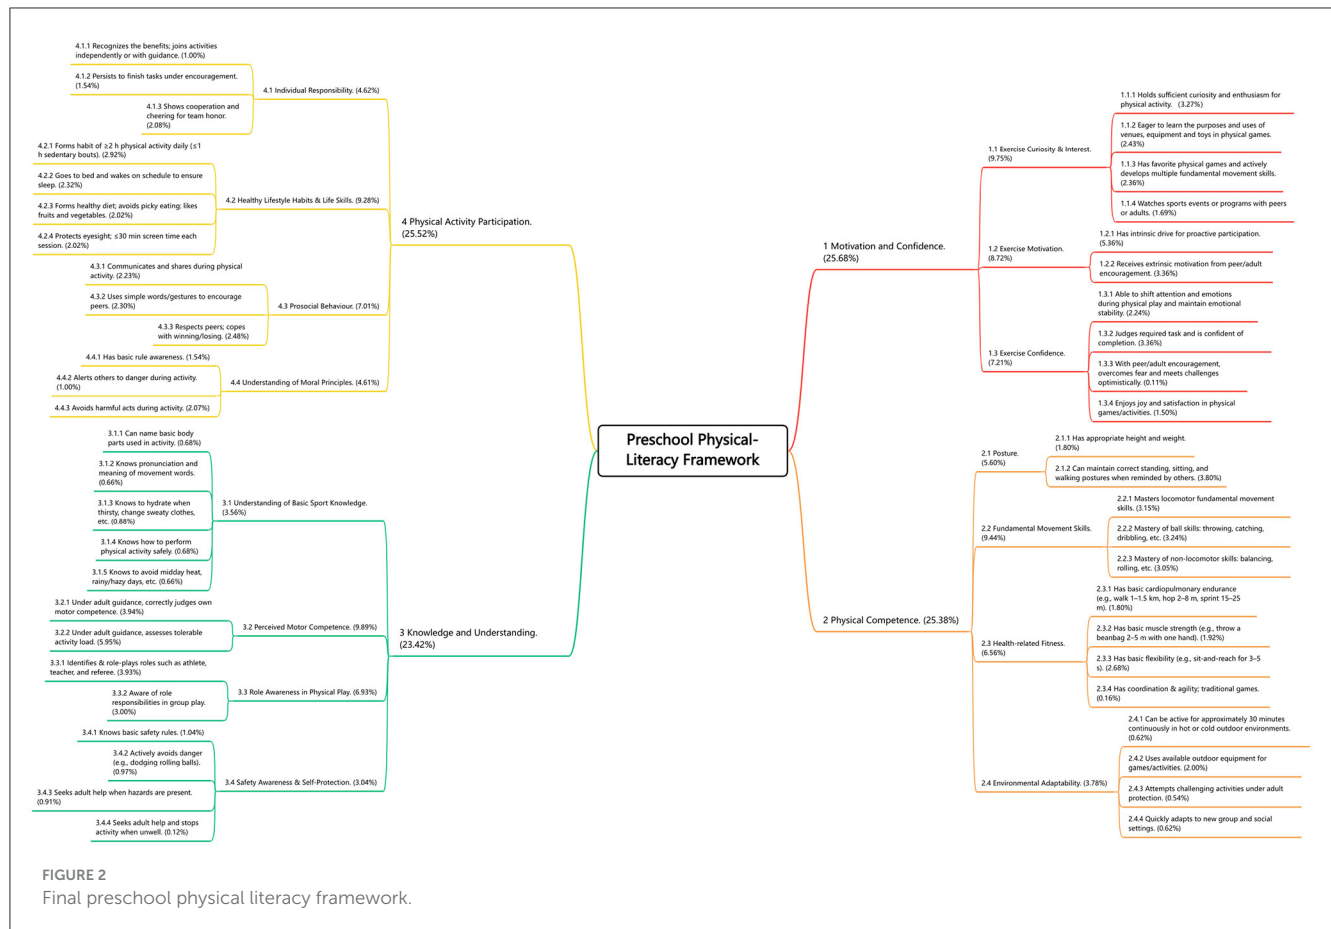 4.1.1 Recognizes the benefits; joins activities
independently or with guidance. (1.00%)
4.1.2 Persists to finish tasks under encouragement.
(1.54%)
4.1.3 Shows cooperation and
cheering for team honor.
(2.08%)
4.1 Individual Responsibility. (4.62%)
4.2.1 Forms habit of ≥2 h physical activity daily (≤1
h sedentary bouts). (2.92%)
4.2.2 Goes to bed and wakes on schedule to ensure
sleep. (2.32%)
4.2.3 Forms healthy diet; avoids picky eating; likes
fruits and vegetables. (2.02%)
4.2.4 Protects eyesight; ≤30 min screen time each
session. (2.02%)
4.2 Healthy Lifestyle Habits & Life Skills. (9.28%)
4.3.1 Communicates and shares during physical
activity. (2.23%)
4.3.2 Uses simple words/gestures to encourage
peers. (2.30%)
4.3.3 Respects peers; copes
with winning/losing. (2.48%)
4.3 Prosocial Behaviour. (7.01%)
4.4.1 Has basic rule awareness. (1.54%)
4.4.2 Alerts others to danger during activity.
(1.00%)
4.4.3 Avoids harmful acts during activity. (2.07%)
4.4 Understanding of Moral Principles. (4.61%)
4 Physical Activity Participation.
(25.52%)
3.1.1 Can name basic body
parts used in activity. (0.68%)
3.1.2 Knows pronunciation and
meaning of movement words.
(0.66%)
3.1.3 Knows to hydrate when
thirsty, change sweaty clothes,
etc. (0.88%)
3.1.4 Knows how to perform
physical activity safely. (0.68%)
3.1.5 Knows to avoid midday heat,
rainy/hazy days, etc. (0.66%)
3.1 Understanding of Basic Sport Knowledge.
(3.56%)
3.2.1 Under adult guidance, correctly judges own
motor competence. (3.94%)
3.2.2 Under adult guidance, assesses tolerable
activity load. (5.95%)
3.2 Perceived Motor Competence. (9.89%)
3.3.1 Identifies & role-plays roles such as athlete,
teacher, and referee. (3.93%)
3.3.2 Aware of role
responsibilities in group play.
(3.00%)
3.3 Role Awareness in Physical Play. (6.93%)
3.4.1 Knows basic safety rules. (1.04%)
3.4.2 Actively avoids danger
(e.g., dodging rolling balls).
(0.97%)
3.4.3 Seeks adult help when hazards are present.
(0.91%)
3.4.4 Seeks adult help and stops
activity when unwell. (0.12%)
3.4 Safety Awareness & Self-Protection. (3.04%)
3 Knowledge and Understanding.
(23.42%)
Preschool Physical-
Literacy Framework
1 Motivation and Confidence.
(25.68%)
1.1 Exercise Curiosity & Interest.
(9.75%)
1.1.1 Holds sufficient curiosity and enthusiasm for
physical activity. (3.27%)
1.1.2 Eager to learn the purposes and uses of
venues, equipment and toys in physical games.
(2.43%)
1.1.3 Has favorite physical games and actively
develops multiple fundamental movement skills.
(2.36%)
1.1.4 Watches sports events or programs with peers
or adults. (1.69%)
1.2 Exercise Motivation.
(8.72%)
1.2.1 Has intrinsic drive for proactive participation.
(5.36%)
1.2.2 Receives extrinsic motivation from peer/adult
encouragement. (3.36%)
1.3 Exercise Confidence.
(7.21%)
1.3.1 Able to shift attention and emotions
during physical play and maintain emotional
stability. (2.24%)
1.3.2 Judges required task and is confident of
completion. (3.36%)
1.3.3 With peer/adult encouragement,
overcomes fear and meets challenges
optimistically. (0.11%)
1.3.4 Enjoys joy and satisfaction in physical
games/activities. (1.50%)
2 Physical Competence. (25.38%)
2.1 Posture.
(5.60%)
2.1.1 Has appropriate height and weight.
(1.80%)
2.1.2 Can maintain correct standing, sitting, and
walking postures when reminded by others. (3.80%)
2.2 Fundamental Movement Skills.
(9.44%)
2.2.1 Masters locomotor fundamental movement
skills. (3.15%)
2.2.2 Mastery of ball skills: throwing, catching,
dribbling, etc. (3.24%)
2.2.3 Mastery of non-locomotor skills: balancing,
rolling, etc. (3.05%)
2.3 Health-related Fitness.
(6.56%)
2.3.1 Has basic cardiopulmonary endurance
(e.g., walk 1–1.5 km, hop 2–8 m, sprint 15–25
m). (1.80%)
2.3.2 Has basic muscle strength (e.g., throw a
beanbag 2–5 m with one hand). (1.92%)
2.3.3 Has basic flexibility (e.g., sit-and-reach for 3–5
s). (2.68%)
2.3.4 Has coordination & agility; traditional games.
(0.16%)
2.4 Environmental Adaptability. (3.78%)
2.4.1 Can be active for approximately 30 minutes
continuously in hot or cold outdoor environments.
(0.62%)
2.4.2 Uses available outdoor equipment for
games/activities. (2.00%)
2.4.3 Attempts challenging activities under adult
protection. (0.54%)
2.4.4 Quickly adapts to new group and social
settings. (0.62%)
FIGURE 2
Final preschool physical literacy framework.